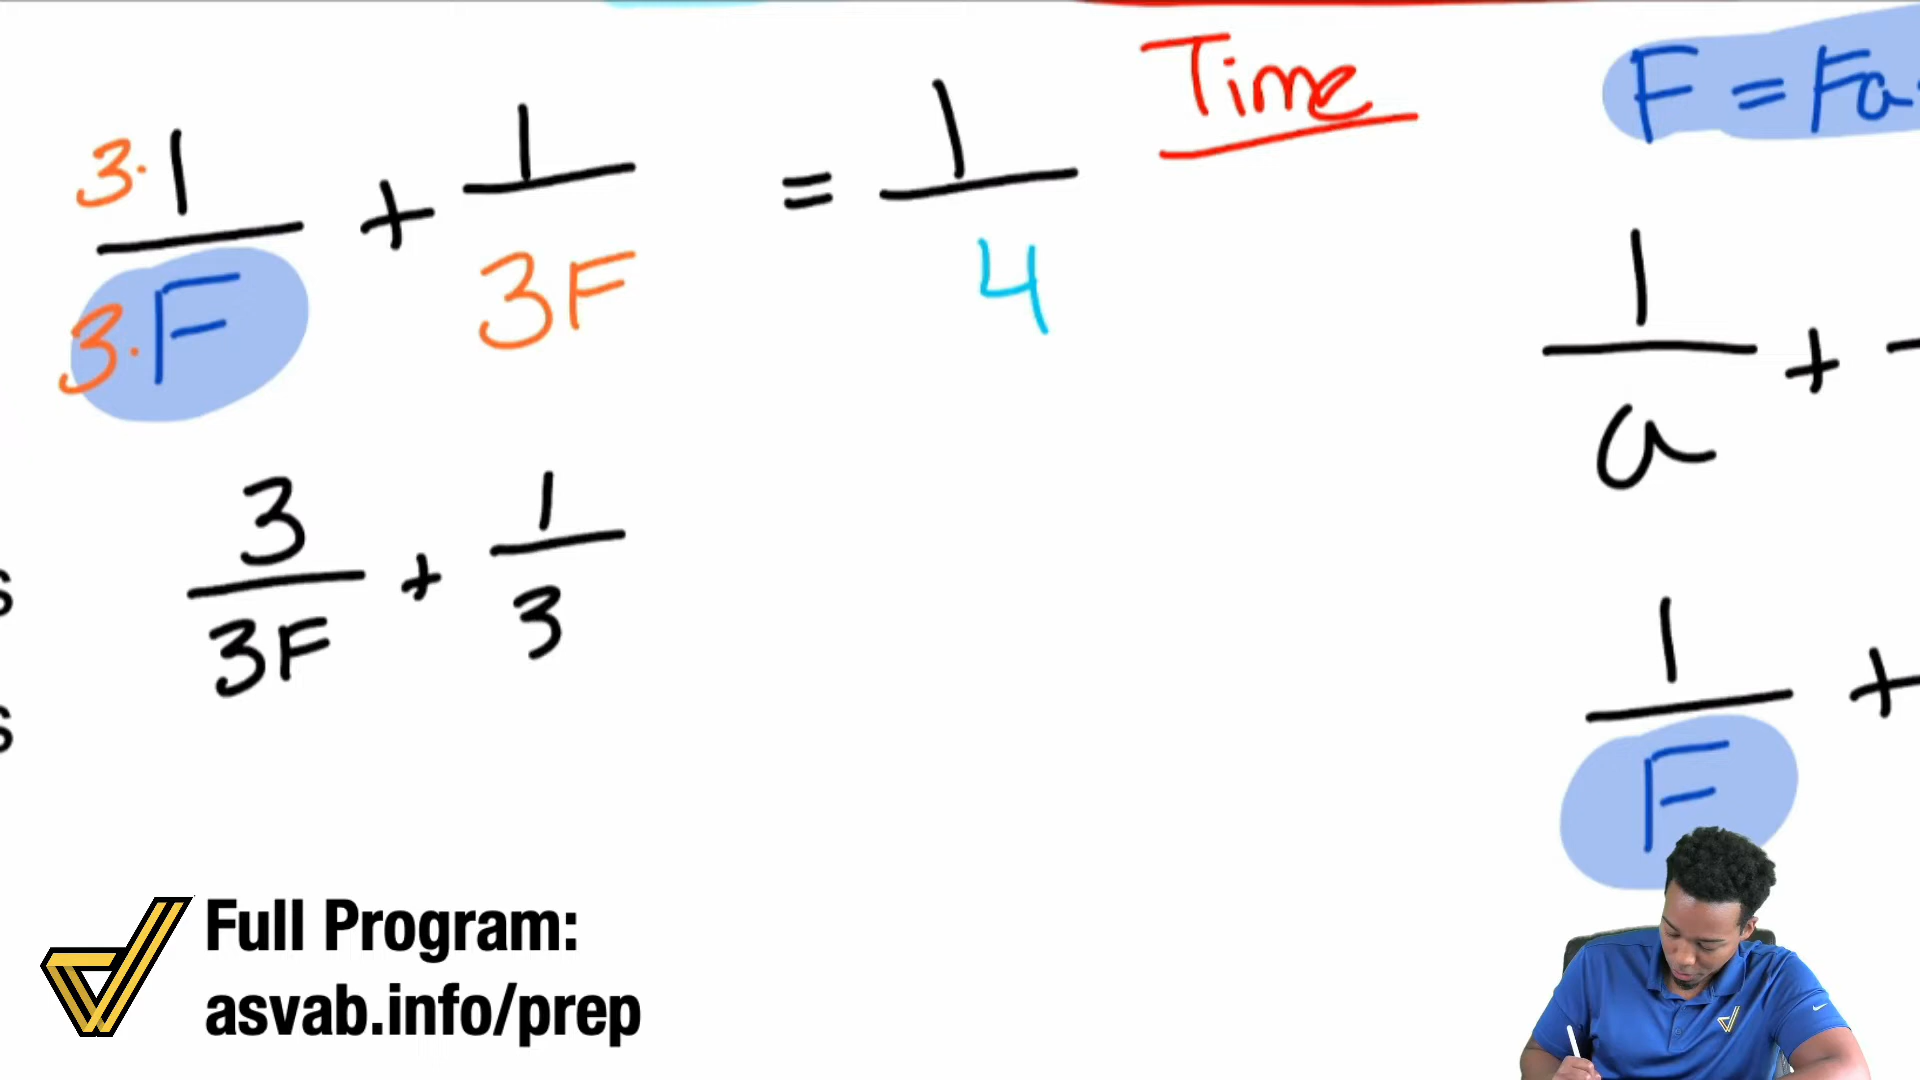 Time
F = Fa
3· 1/3·F + 1/3F = 1/4
1/a +
3/3F + 1/3
s
s
1/F +
Full Program:
asvab.info/prep